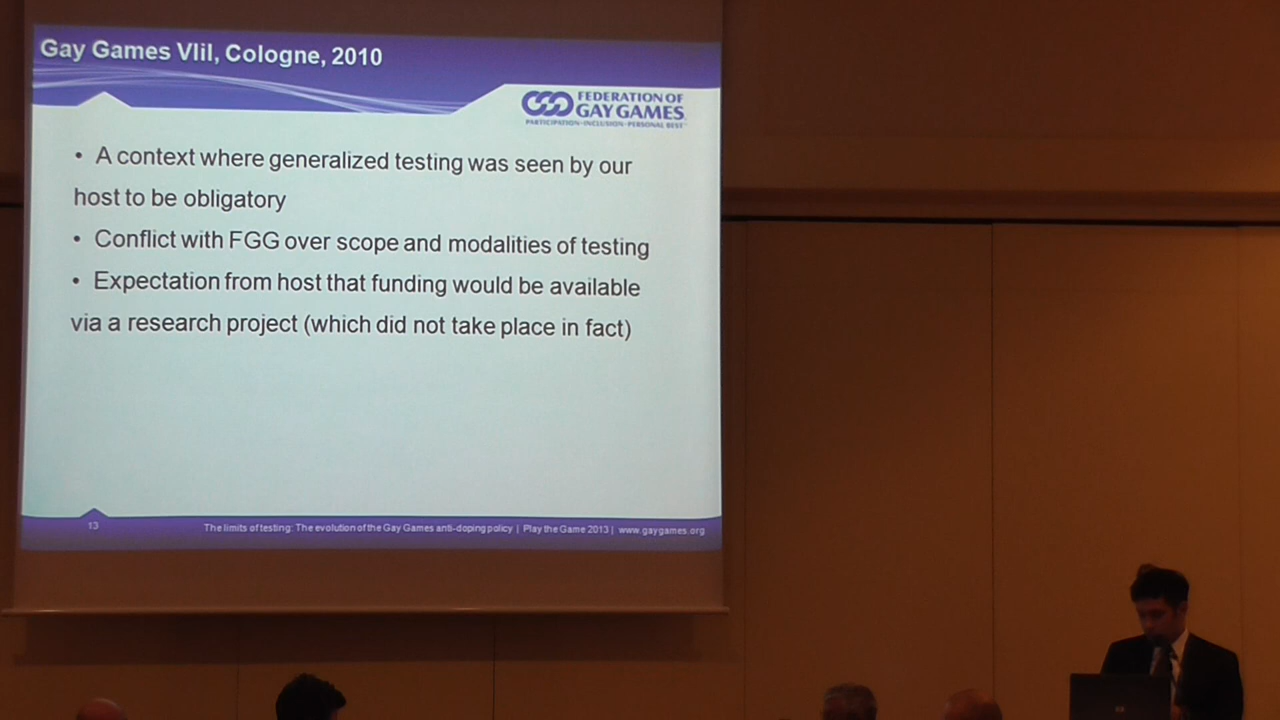 Gay Games VIiI, Cologne, 2010
FEDERATION OF
GAY GAMES
PARTICIPATION•INCLUSION•PERSONAL BEST™
• A context where generalized testing was seen by our
host to be obligatory
• Conflict with FGG over scope and modalities of testing
• Expectation from host that funding would be available
via a research project (which did not take place in fact)
13
The limits of testing: The evolution of the Gay Games anti-doping policy | Play the Game 2013 | www.gaygames.org